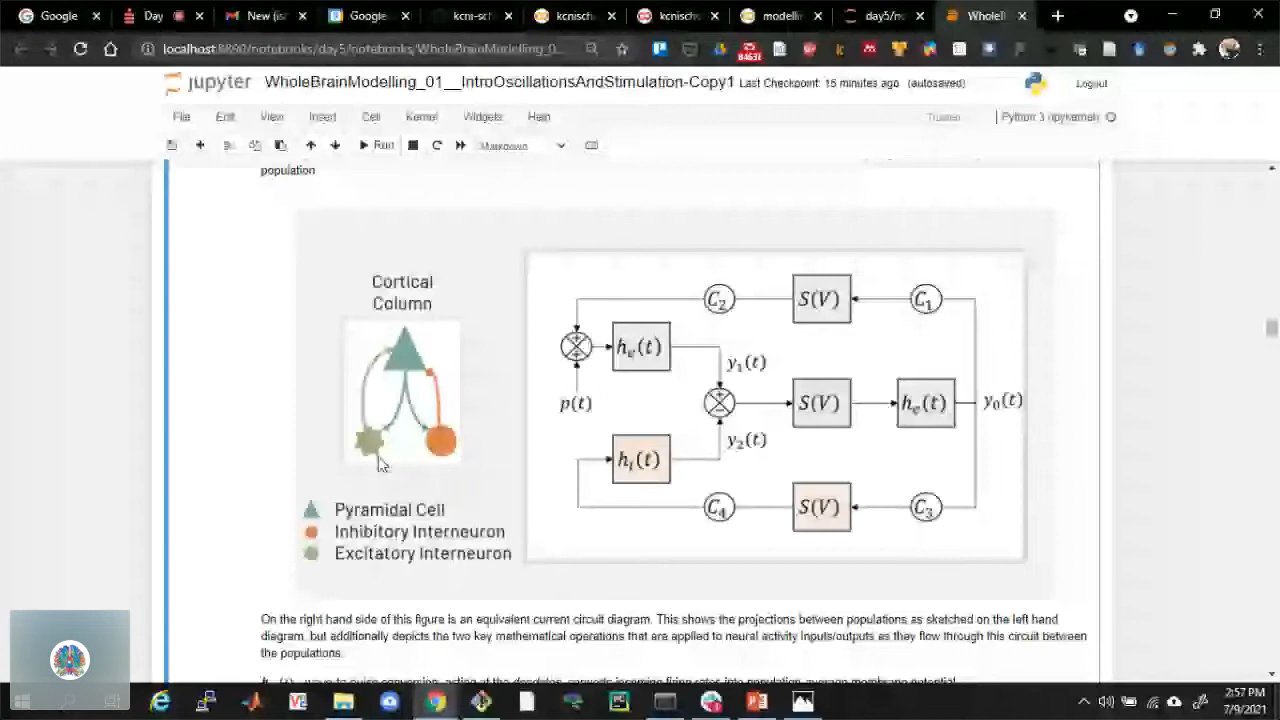 Google
Day
New (is
Google
kcni-sch
kcnisch
kcnisch
modellin
day5/no
WholeB
localhost:8890/notebooks/day5/notebooks/WholeBrainModelling_0...
84631
jupyter WholeBrainModelling_01__IntroOscillationsAndStimulation-Copy1 Last Checkpoint: 15 minutes ago (autosaved)
Logout
File Edit View Insert Cell Kernel Widgets Help
Trusted Python 3 (ipykernel)
Run Markdown
population
Cortical
Column
Pyramidal Cell
Inhibitory Interneuron
Excitatory Interneuron
C2 S(V) C1
he(t)
y1(t)
p(t)
S(V) he(t) y0(t)
y2(t)
hi(t)
C4 S(V) C3
On the right hand side of this figure is an equivalent current circuit diagram. This shows the projections between populations as sketched on the left hand
diagram, but additionally depicts the two key mathematical operations that are applied to neural activity inputs/outputs as they flow through this circuit between
the populations.
2:57 PM
7/9/2021